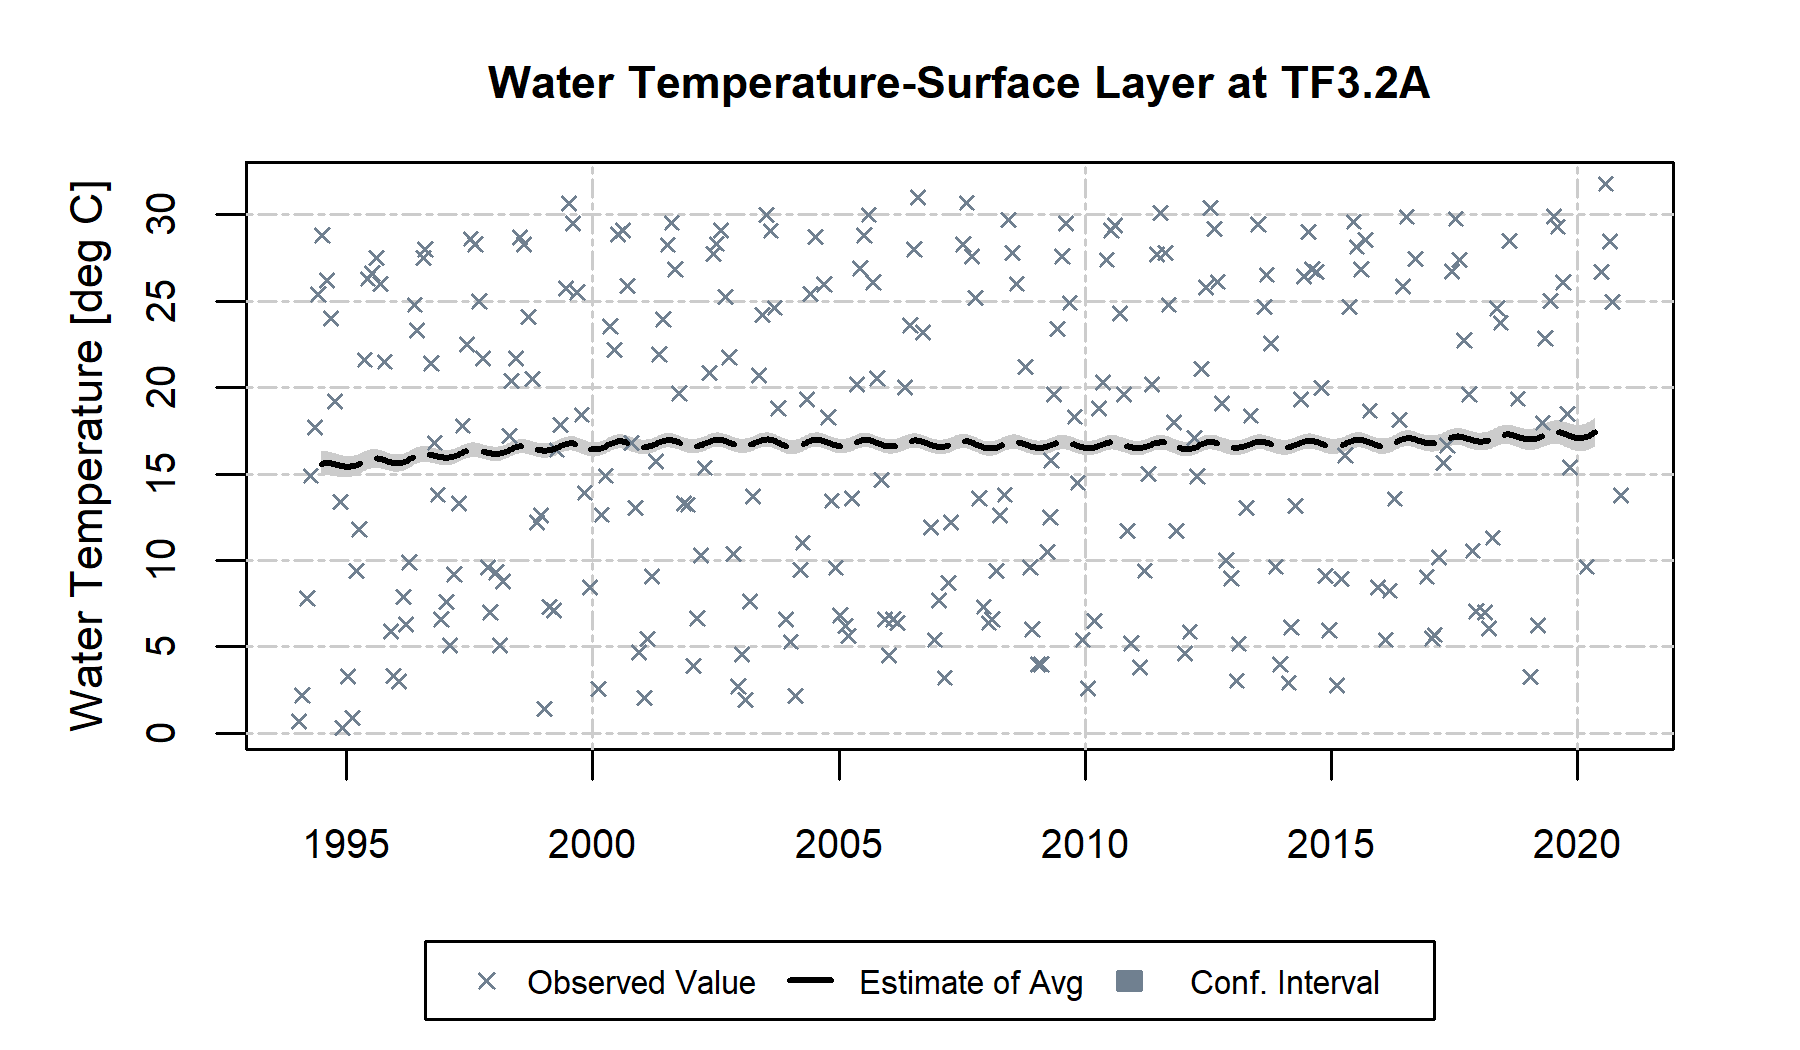 Water Temperature-Surface Layer at TF3.2A
Water Temperature [deg C]
30
25
20
15
10
5
0
1995 2000 2005 2010 2015 2020
Observed Value Estimate of Avg Conf. Interval